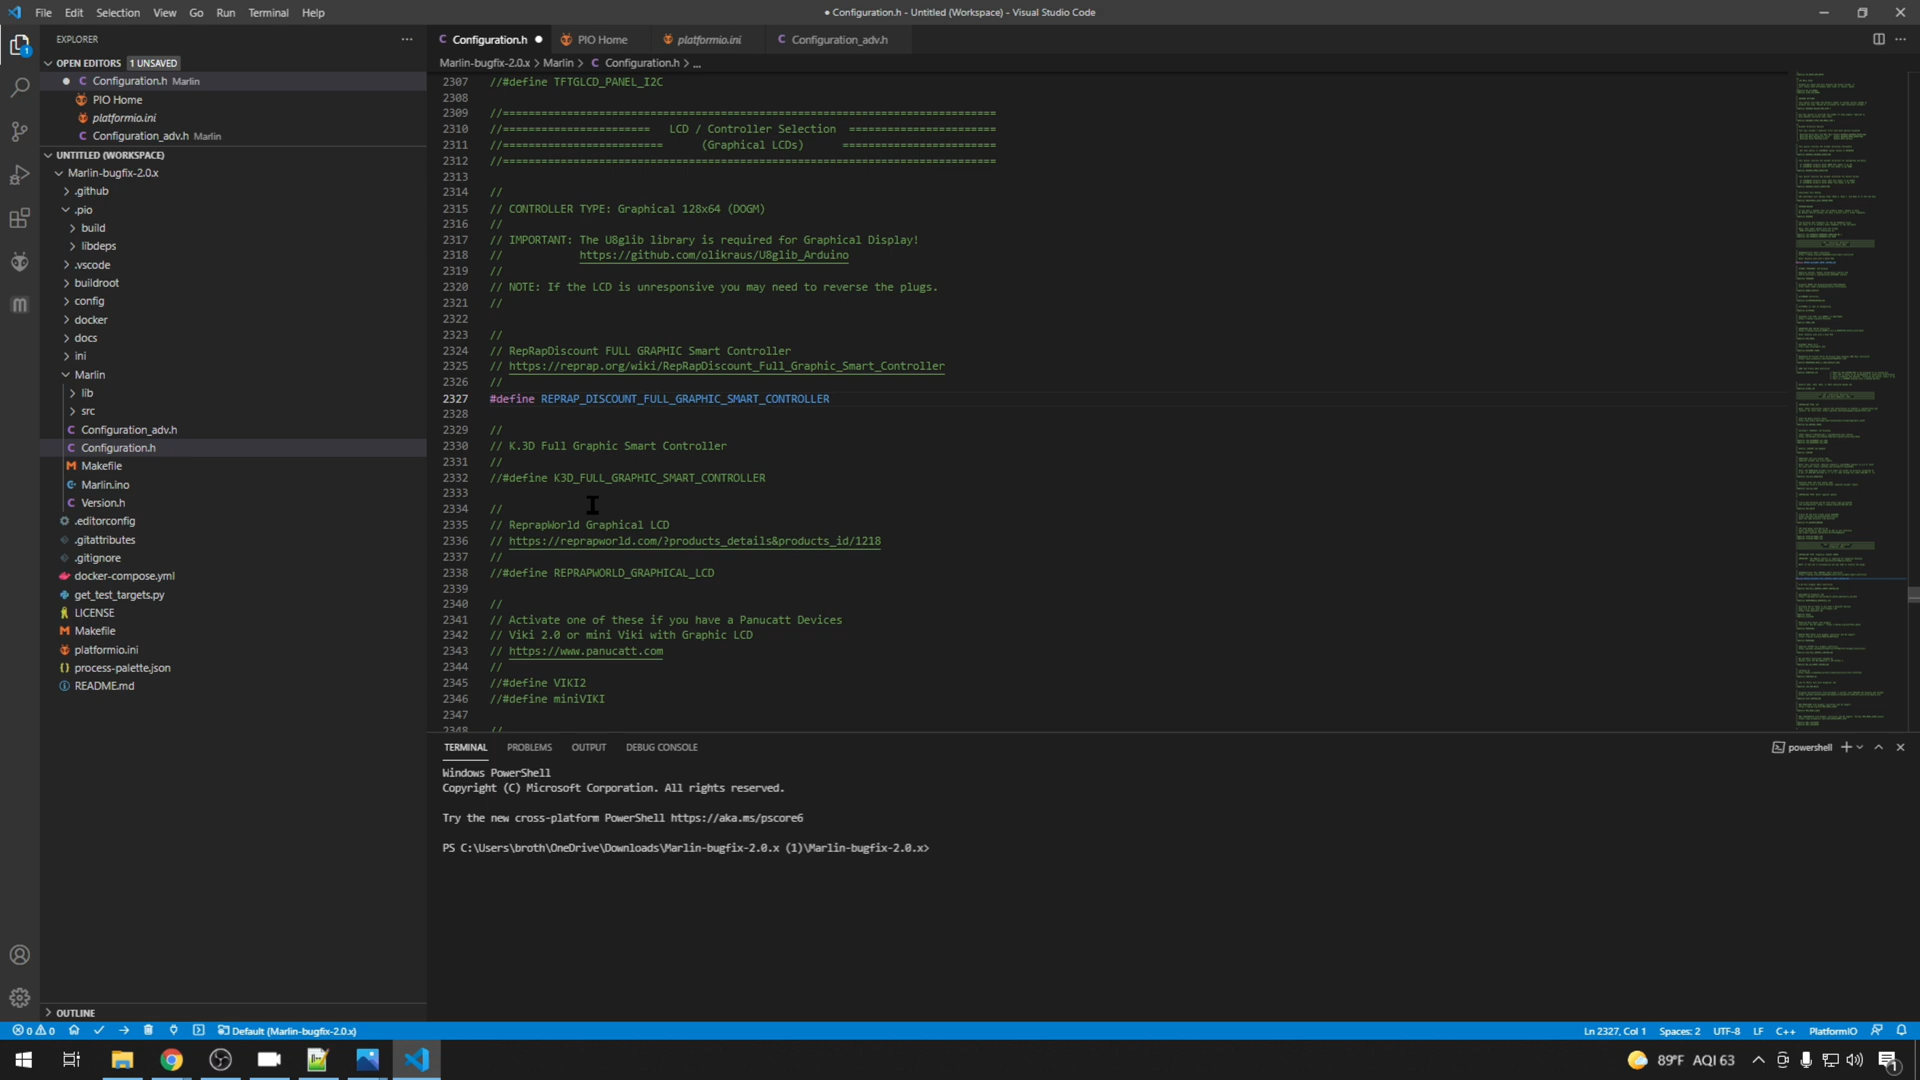 File Edit Selection View Go Run Terminal Help
● Configuration.h - Untitled (Workspace) - Visual Studio Code
EXPLORER
OPEN EDITORS 1 UNSAVED
Configuration.h Marlin
PIO Home
platformio.ini
Configuration_adv.h Marlin
UNTITLED (WORKSPACE)
Marlin-bugfix-2.0.x
.github
.pio
build
libdeps
.vscode
buildroot
config
docker
docs
ini
Marlin
lib
src
Configuration_adv.h
Configuration.h
Makefile
Marlin.ino
Version.h
.editorconfig
.gitattributes
.gitignore
docker-compose.yml
get_test_targets.py
LICENSE
Makefile
platformio.ini
process-palette.json
README.md
OUTLINE
Configuration.h ● PIO Home platformio.ini Configuration_adv.h
Marlin-bugfix-2.0.x > Marlin > C Configuration.h > ...
2307 //#define TFTGLCD_PANEL_I2C
2308
2309 //=============================================================================
2310 //====================== LCD / Controller Selection =======================
2311 //========================= (Graphical LCDs) ========================
2312 //=============================================================================
2313
2314 //
2315 // CONTROLLER TYPE: Graphical 128x64 (DOGM)
2316 //
2317 // IMPORTANT: The U8glib library is required for Graphical Display!
2318 // https://github.com/olikraus/U8glib_Arduino
2319 //
2320 // NOTE: If the LCD is unresponsive you may need to reverse the plugs.
2321 //
2322
2323 //
2324 // RepRapDiscount FULL GRAPHIC Smart Controller
2325 // https://reprap.org/wiki/RepRapDiscount_Full_Graphic_Smart_Controller
2326 //
2327 #define REPRAP_DISCOUNT_FULL_GRAPHIC_SMART_CONTROLLER
2328
2329 //
2330 // K.3D Full Graphic Smart Controller
2331 //
2332 //#define K3D_FULL_GRAPHIC_SMART_CONTROLLER
2333
2334 //
2335 // ReprapWorld Graphical LCD
2336 // https://reprapworld.com/?products_details&products_id/1218
2337 //
2338 //#define REPRAPWORLD_GRAPHICAL_LCD
2339
2340 //
2341 // Activate one of these if you have a Panucatt Devices
2342 // Viki 2.0 or mini Viki with Graphic LCD
2343 // https://www.panucatt.com
2344 //
2345 //#define VIKI2
2346 //#define miniVIKI
2347
2348 //
TERMINAL PROBLEMS OUTPUT DEBUG CONSOLE
powershell
Windows PowerShell
Copyright (C) Microsoft Corporation. All rights reserved.
Try the new cross-platform PowerShell https://aka.ms/pscore6
PS C:\Users\broth\OneDrive\Downloads\Marlin-bugfix-2.0.x (1)\Marlin-bugfix-2.0.x>
0 0 Default (Marlin-bugfix-2.0.x)
Ln 2327, Col 1 Spaces: 2 UTF-8 LF C++ PlatformIO
89°F AQI 63